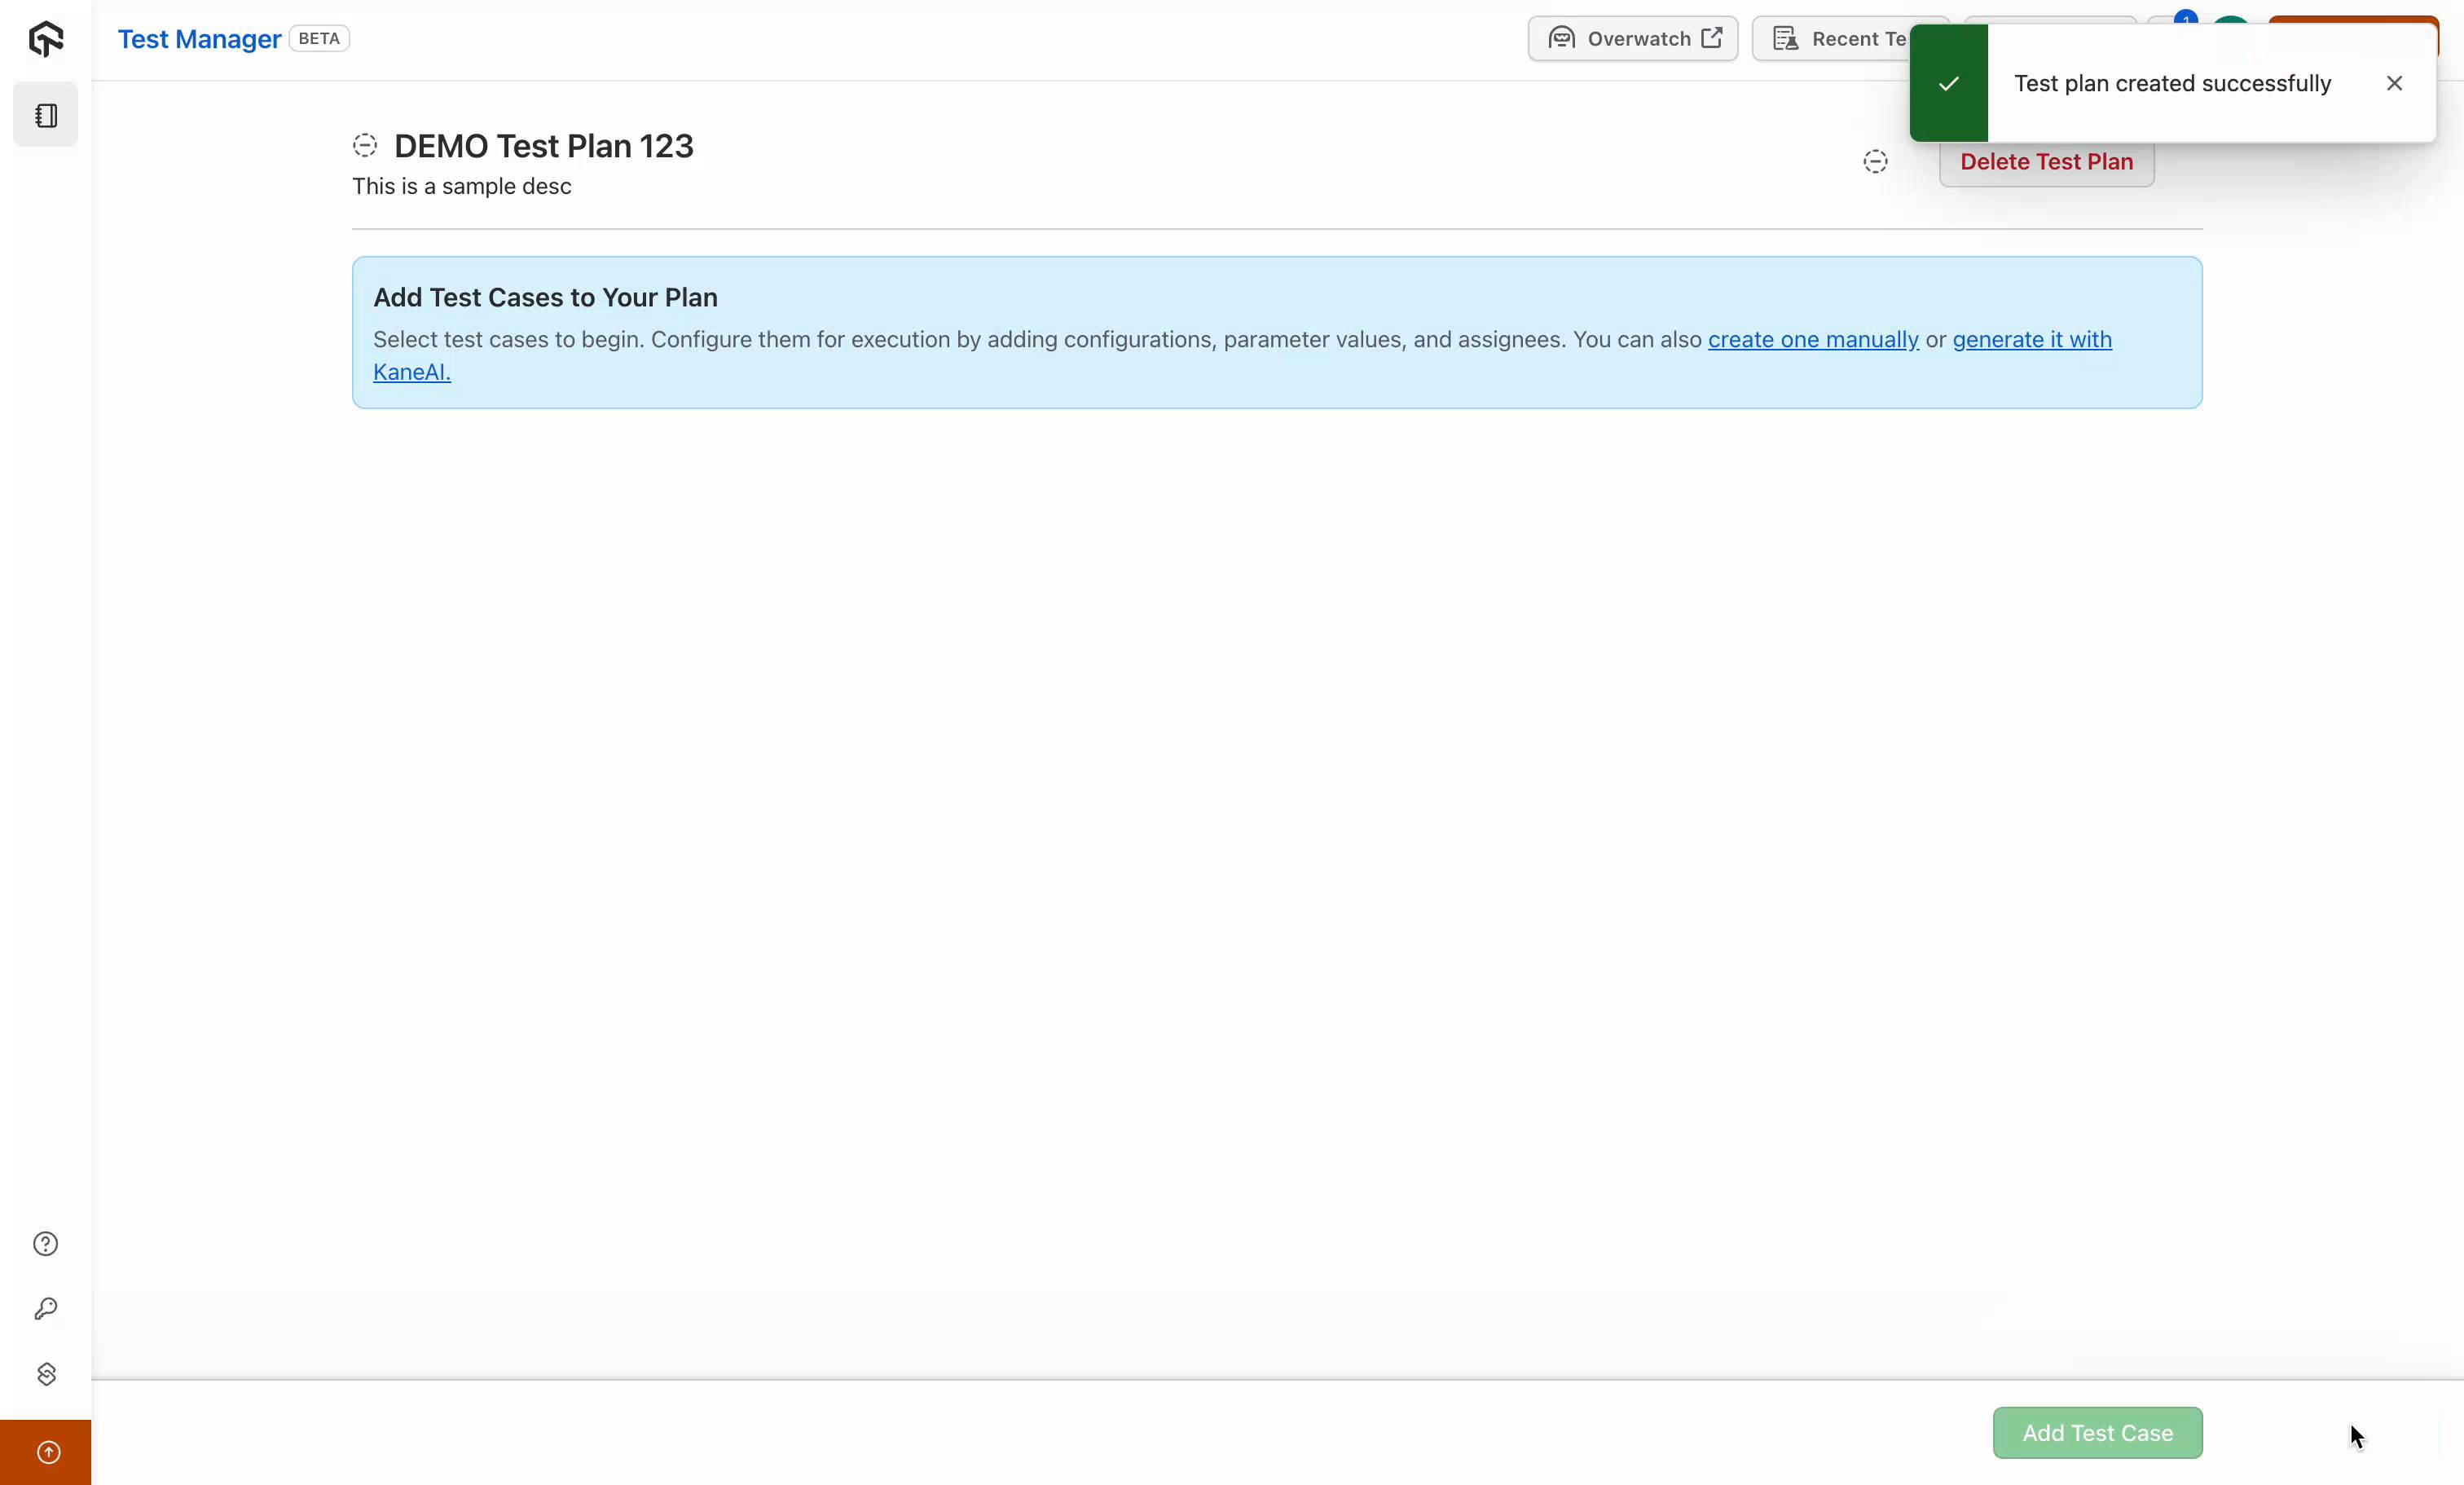 Test Manager BETA
Overwatch
Recent Te
1
Test plan created successfully
DEMO Test Plan 123
This is a sample desc
Delete Test Plan
Add Test Cases to Your Plan
Select test cases to begin. Configure them for execution by adding configurations, parameter values, and assignees. You can also create one manually or generate it with
KaneAI.
Add Test Case